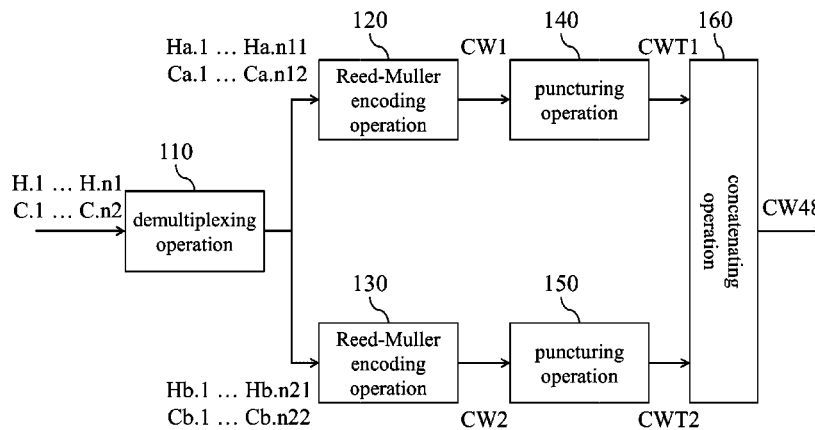 120
140
160
Ha.1 … Ha.n11
Ca.1 … Ca.n12
CW1
CWT1
Reed-Muller
encoding
operation
puncturing
operation
110
H.1 … H.n1
C.1 … C.n2
demultiplexing
operation
concatenating
operation
CW48
130
150
Reed-Muller
encoding
operation
puncturing
operation
Hb.1 … Hb.n21
Cb.1 … Cb.n22
CW2
CWT2